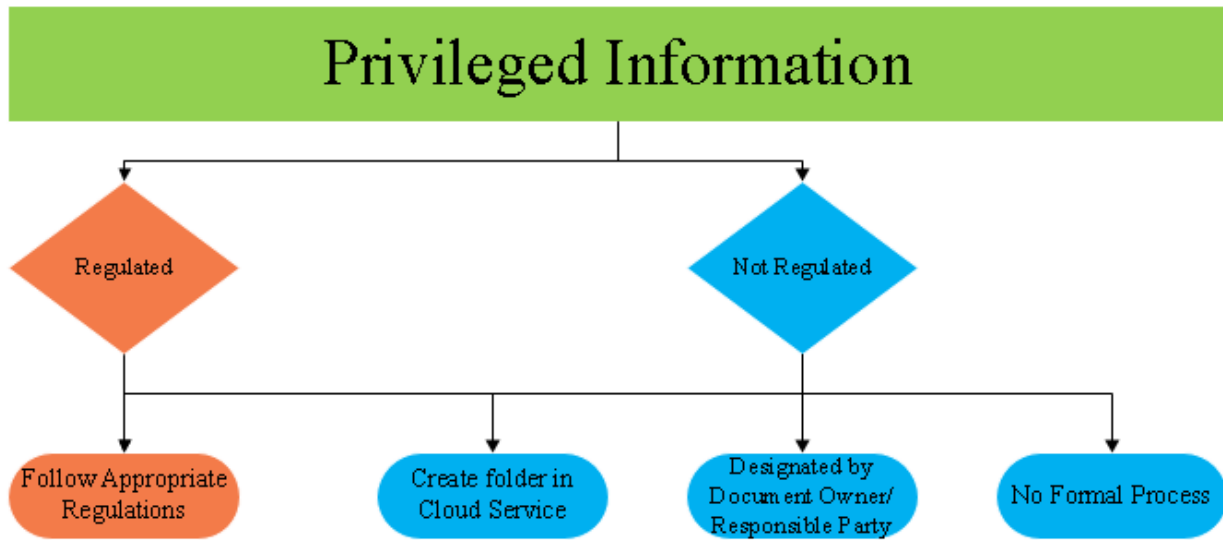 Privileged Information
Regulated
Not Regulated
Follow Appropriate
Regulations
Create folder in
Cloud Service
Designated by
Document Owner/
Responsible Party
No Formal Process